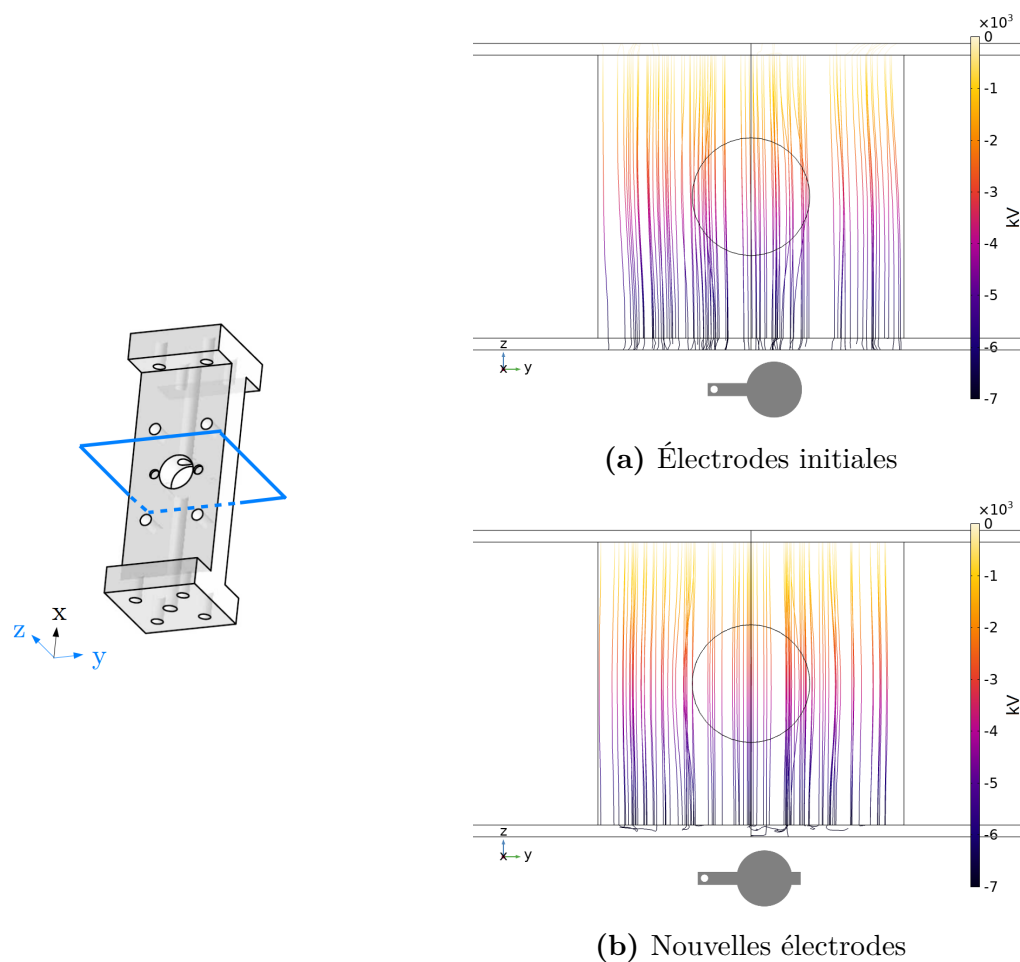 ×10³
0
-1
-2
-3
-4
-5
-6
-7
kV
z
x y
(a) Électrodes initiales
x
z
y
×10³
0
-1
-2
-3
-4
-5
-6
-7
kV
z
x y
(b) Nouvelles électrodes